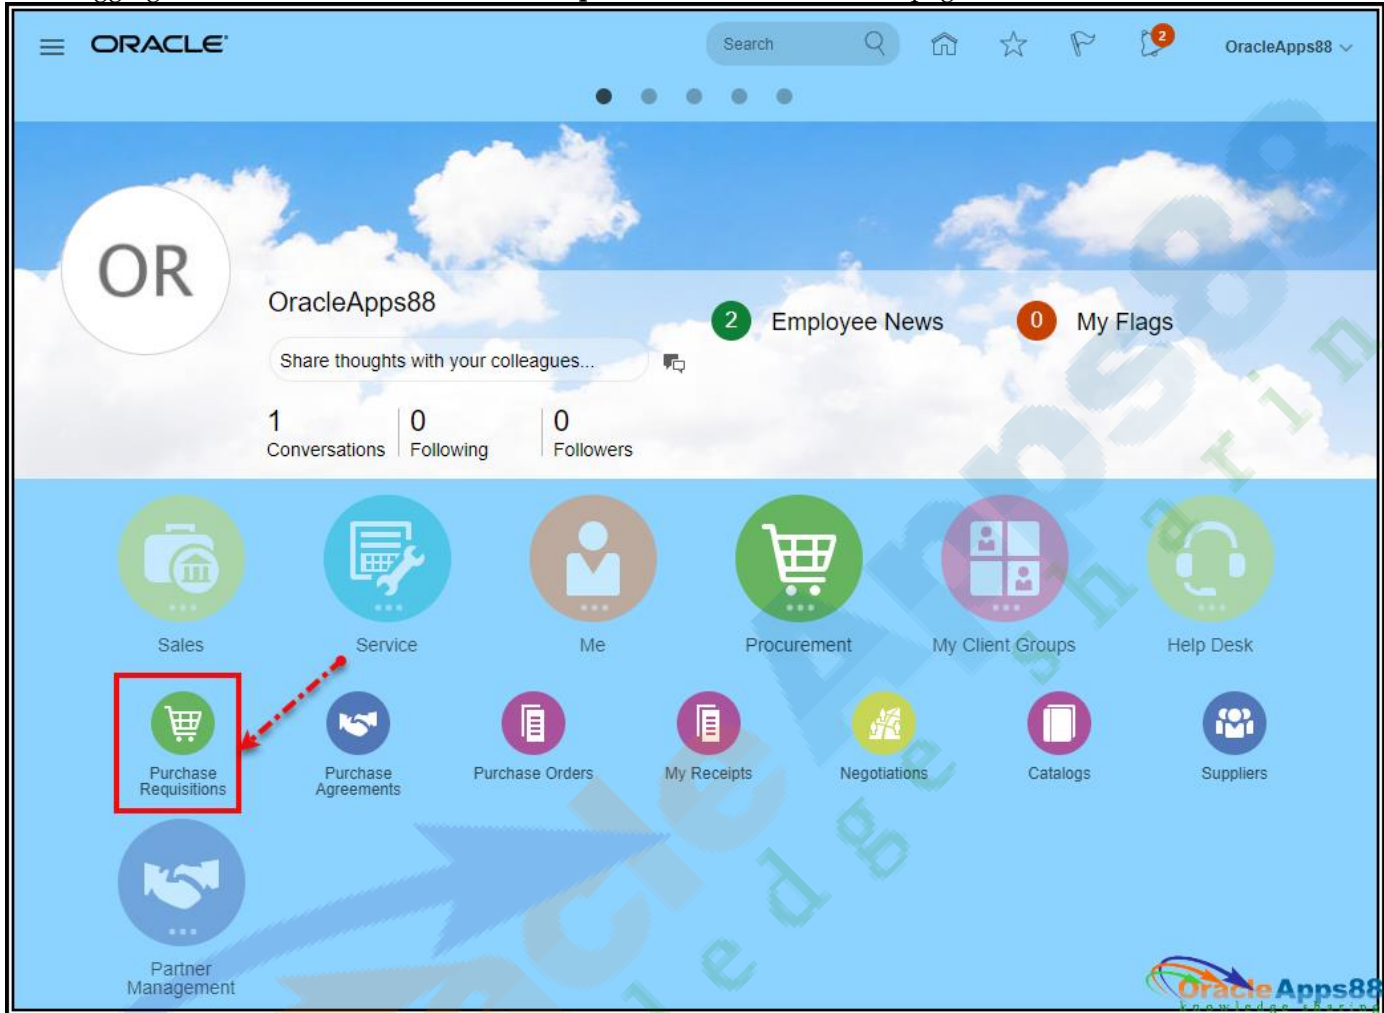 ORACLE
Search
2
OracleApps88
OR
OracleApps88
2 Employee News
0 My Flags
Share thoughts with your colleagues...
1 0 0
Conversations Following Followers
Sales Service Me Procurement My Client Groups Help Desk
Purchase Requisitions
Purchase Agreements
Purchase Orders
My Receipts
Negotiations
Catalogs
Suppliers
Partner
Management
OracleApps88
knowledge sharing